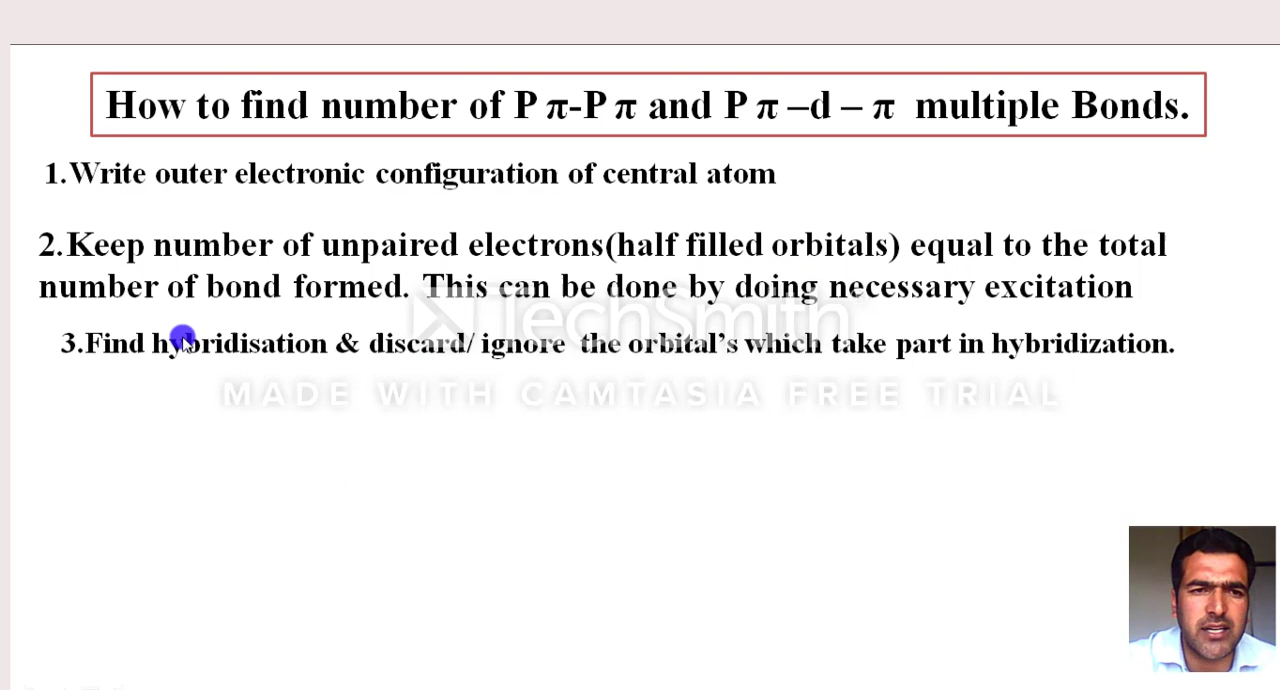 How to find number of P π-P π and P π –d – π multiple Bonds.
1.Write outer electronic configuration of central atom
2.Keep number of unpaired electrons(half filled orbitals) equal to the total
number of bond formed. This can be done by doing necessary excitation
3.Find hybridisation & discard/ ignore the orbital's which take part in hybridization.
TechSmith
MADE WITH CAMTASIA FREE TRIAL